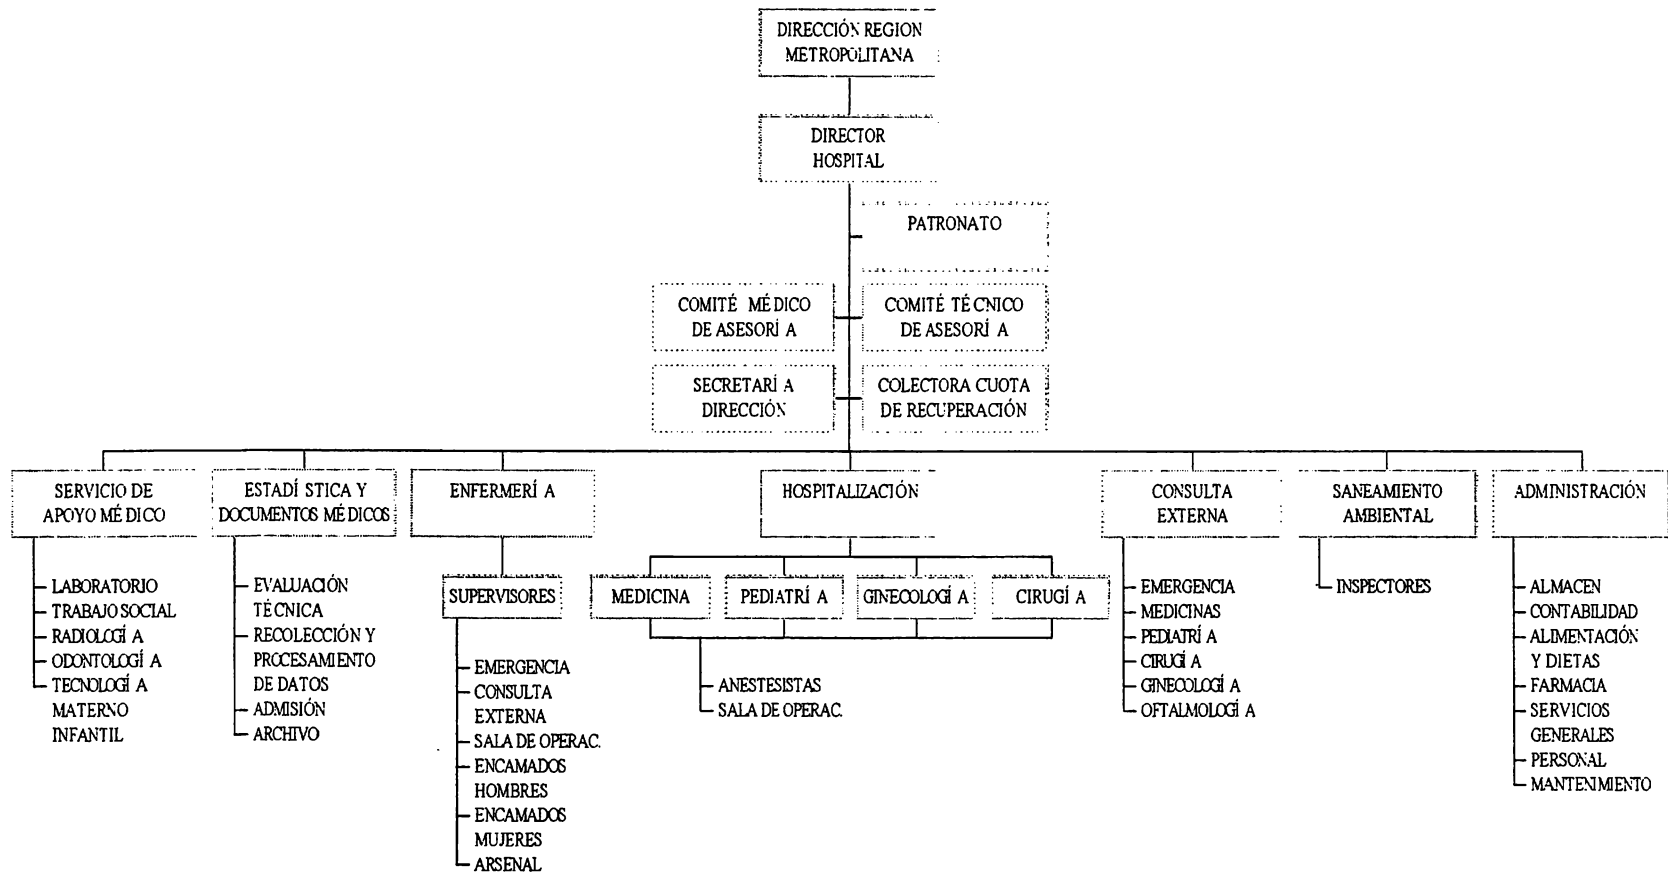 DIRECCIÓN REGION
METROPOLITANA
DIRECTOR
HOSPITAL
PATRONATO
COMITÉ MÉDICO
DE ASESORÍA
COMITÉ TÉCNICO
DE ASESORÍA
SECRETARÍA
DIRECCIÓN
COLECTORA CUOTA
DE RECUPERACIÓN
SERVICIO DE
APOYO MÉDICO
LABORATORIO
TRABAJO SOCIAL
RADIOLOGÍA
ODONTOLOGÍA
TECNOLOGÍA
MATERNO
INFANTIL
ESTADÍSTICA Y
DOCUMENTOS MÉDICOS
EVALUACIÓN
TÉCNICA
RECOLECCIÓN Y
PROCESAMIENTO
DE DATOS
ADMISIÓN
ARCHIVO
ENFERMERÍA
SUPERVISORES
EMERGENCIA
CONSULTA
EXTERNA
SALA DE OPERAC.
ENCAMADOS
HOMBRES
ENCAMADOS
MUJERES
ARSENAL
HOSPITALIZACIÓN
MEDICINA
PEDIATRÍA
GINECOLOGÍA
CIRUGÍA
ANESTESISTAS
SALA DE OPERAC.
CONSULTA
EXTERNA
EMERGENCIA
MEDICINAS
PEDIATRÍA
CIRUGÍA
GINECOLOGÍA
OFTALMOLOGÍA
SANEAMIENTO
AMBIENTAL
INSPECTORES
ADMINISTRACIÓN
ALMACEN
CONTABILIDAD
ALIMENTACIÓN
Y DIETAS
FARMACIA
SERVICIOS
GENERALES
PERSONAL
MANTENIMIENTO